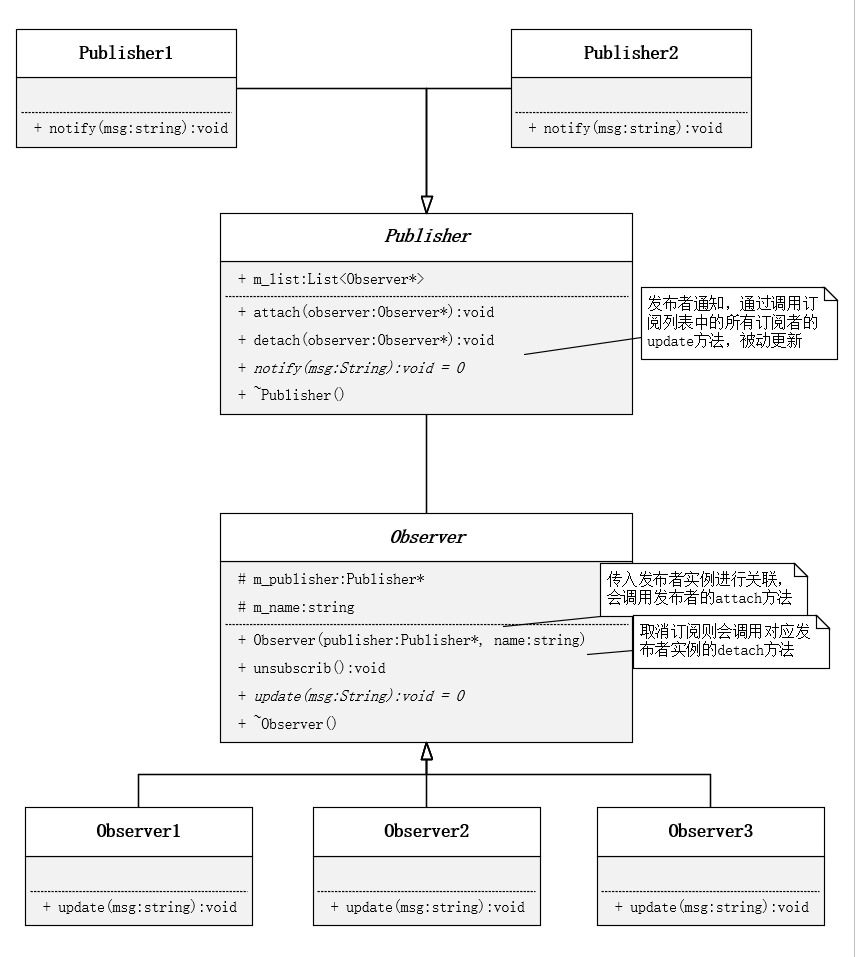 Publisher1
+ notify(msg:string):void
Publisher2
+ notify(msg:string):void
Publisher
+ m_list:List<Observer*>
+ attach(observer:Observer*):void
+ detach(observer:Observer*):void
+ notify(msg:String):void = 0
+ ~Publisher()
发布者通知，通过调用订
阅列表中的所有订阅者的
update方法，被动更新
Observer
# m_publisher:Publisher*
# m_name:string
+ Observer(publisher:Publisher*, name:string)
+ unsubscrib():void
+ update(msg:String):void = 0
+ ~Observer()
传入发布者实例进行关联，
会调用发布者的attach方法
取消订阅则会调用对应发
布者实例的detach方法
Observer1
+ update(msg:string):void
Observer2
+ update(msg:string):void
Observer3
+ update(msg:string):void